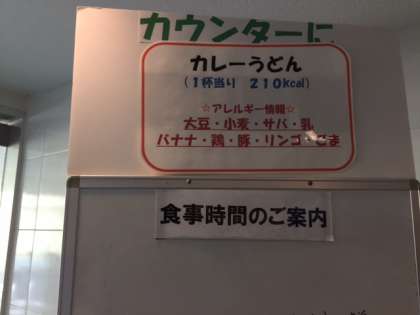 カウンターに
カレーうどん
（１杯当り　２１０kcal）
☆アレルギー情報☆
大豆・小麦・サバ・乳
バナナ・鶏・豚・リンゴ・ごま
食事時間のご案内